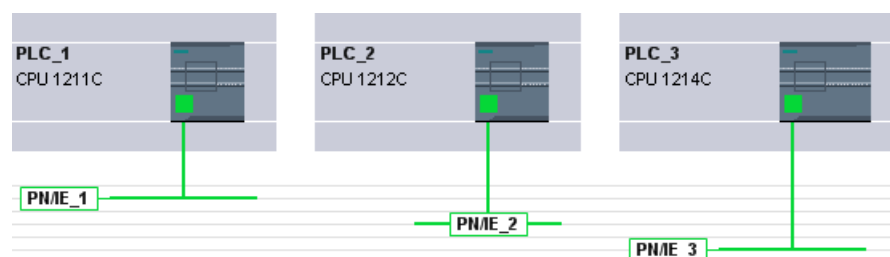 PLC_1
CPU 1211C
PLC_2
CPU 1212C
PLC_3
CPU 1214C
PN/IE_1
PN/IE_2
PN/IE_3